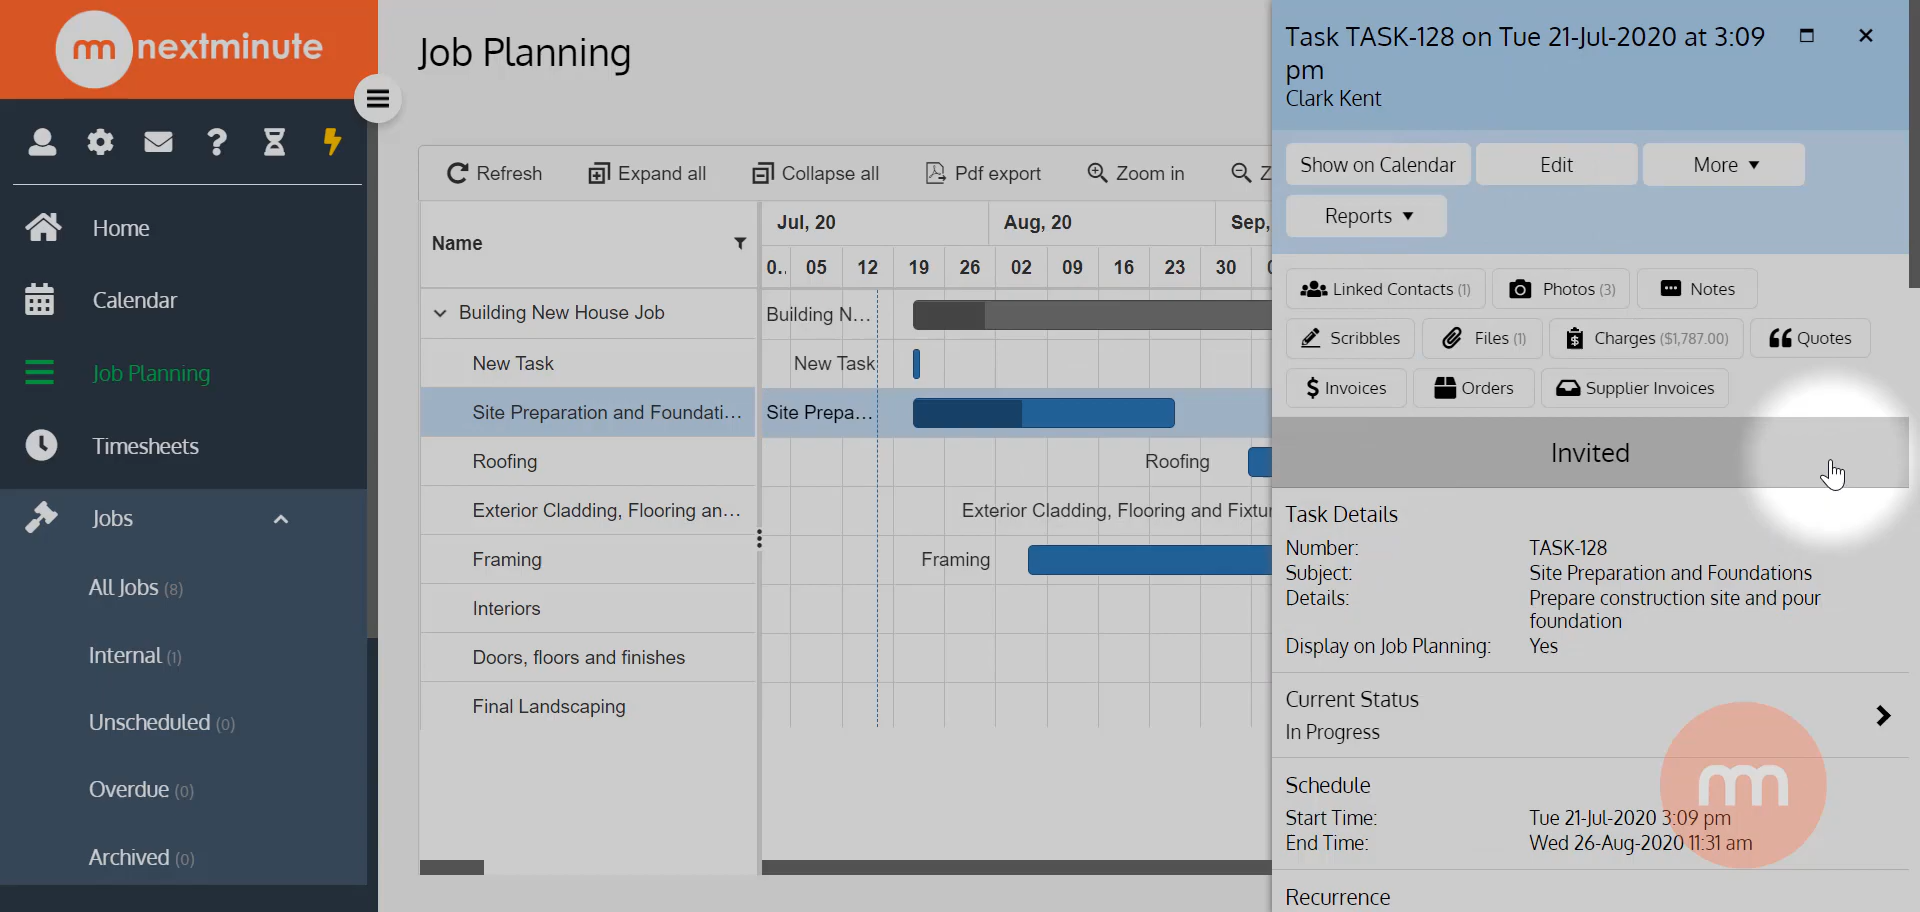 nextminute
Home
Calendar
Job Planning
Timesheets
Jobs
All Jobs (8)
Internal (1)
Unscheduled (0)
Overdue (0)
Archived (0)
Job Planning
Refresh Expand all Collapse all Pdf export Zoom in Z
Name
Jul, 20 Aug, 20 Sep,
0.. 05 12 19 26 02 09 16 23 30
Building New House Job Building N...
New Task New Task
Site Preparation and Foundati... Site Prepa...
Roofing Roofing
Exterior Cladding, Flooring an... Exterior Cladding, Flooring and Fixtur
Framing Framing
Interiors
Doors, floors and finishes
Final Landscaping
Task TASK-128 on Tue 21-Jul-2020 at 3:09
pm
Clark Kent
Show on Calendar Edit More
Reports
Linked Contacts (1) Photos (3) Notes
Scribbles Files (1) Charges ($1,787.00) Quotes
Invoices Orders Supplier Invoices
Invited
Task Details
Number: TASK-128
Subject: Site Preparation and Foundations
Details: Prepare construction site and pour
foundation
Display on Job Planning: Yes
Current Status
In Progress
Schedule
Start Time: Tue 21-Jul-2020 3:09 pm
End Time: Wed 26-Aug-2020 11:31 am
Recurrence